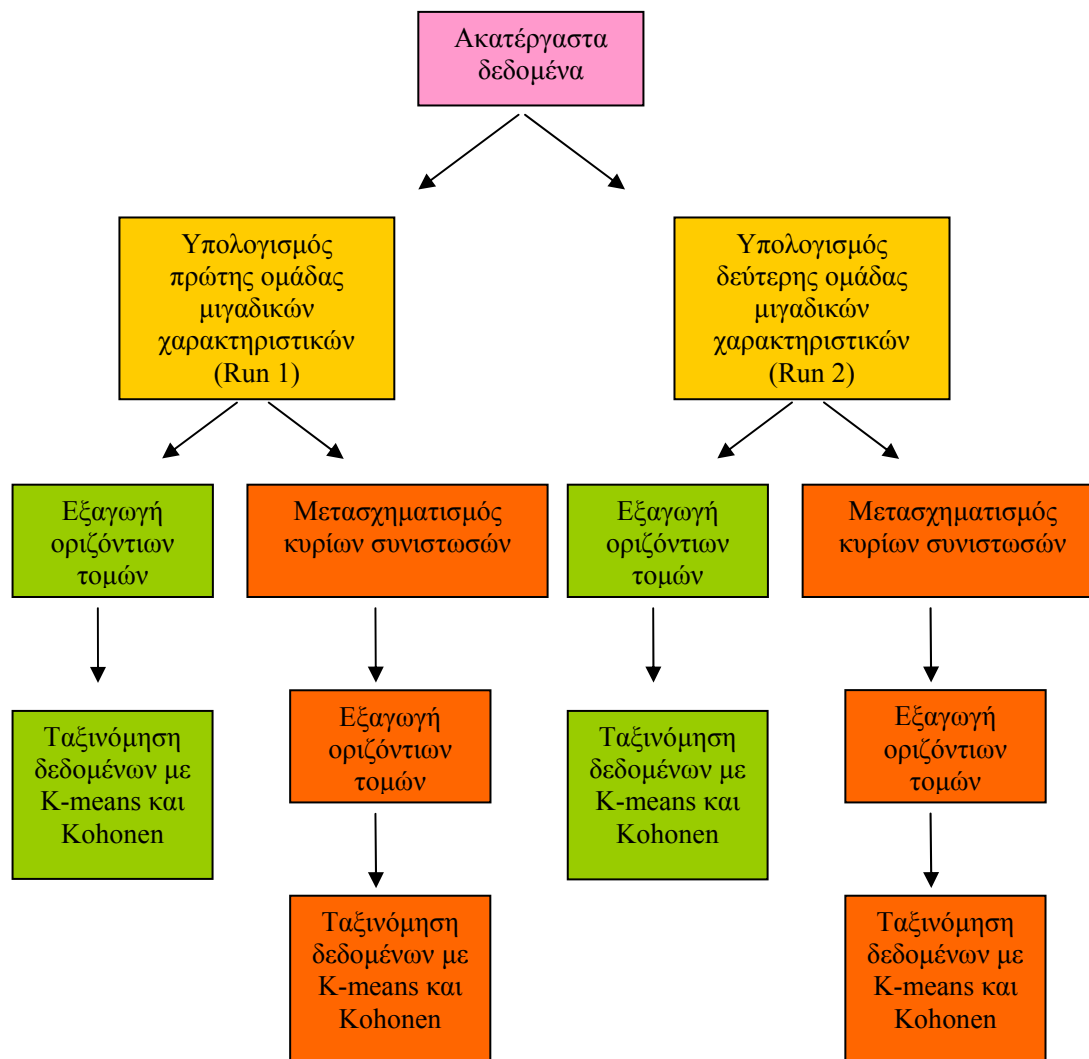 Ακατέργαστα
δεδομένα
Υπολογισμός
πρώτης ομάδας
μιγαδικών
χαρακτηριστικών
(Run 1)
Υπολογισμός
δεύτερης ομάδας
μιγαδικών
χαρακτηριστικών
(Run 2)
Εξαγωγή
οριζόντιων
τομών
Μετασχηματισμός
κυρίων συνιστωσών
Εξαγωγή
οριζόντιων
τομών
Μετασχηματισμός
κυρίων συνιστωσών
Ταξινόμηση
δεδομένων με
K-means και
Kohonen
Εξαγωγή
οριζόντιων
τομών
Ταξινόμηση
δεδομένων με
K-means και
Kohonen
Εξαγωγή
οριζόντιων
τομών
Ταξινόμηση
δεδομένων με
K-means και
Kohonen
Ταξινόμηση
δεδομένων με
K-means και
Kohonen